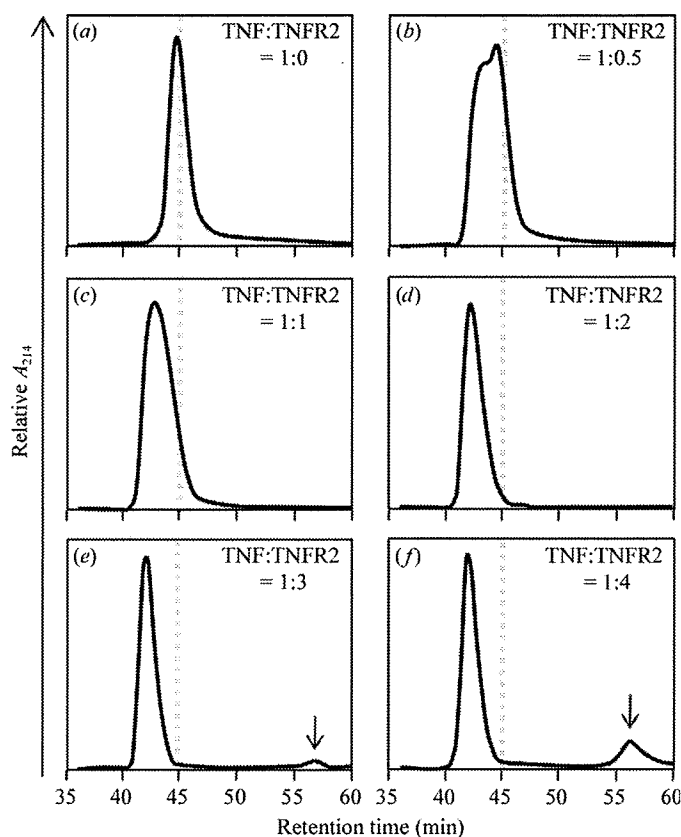 (a) TNF:TNFR2
= 1:0
(b) TNF:TNFR2
= 1:0.5
(c) TNF:TNFR2
= 1:1
(d) TNF:TNFR2
= 1:2
(e) TNF:TNFR2
= 1:3
(f) TNF:TNFR2
= 1:4
Relative A214
35 40 45 50 55 60
35 40 45 50 55 60
Retention time (min)